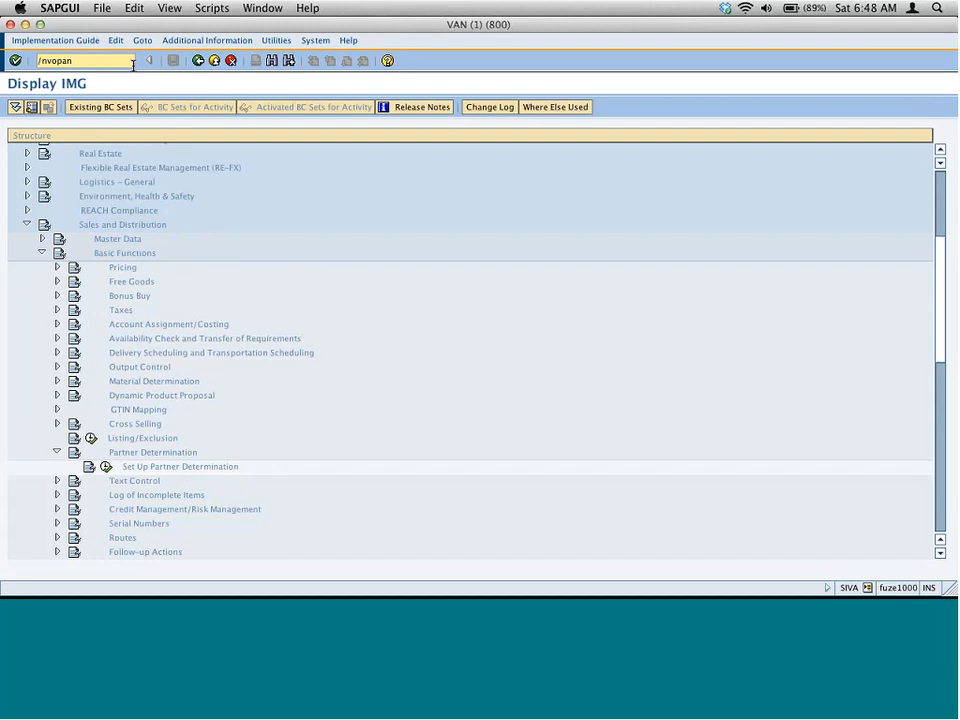 SAPGUI File Edit View Scripts Window Help (89%) Sat 6:48 AM
VAN (1) (800)
Implementation Guide Edit Goto Additional Information Utilities System Help
/nvopan
Display IMG
Existing BC Sets BC Sets for Activity Activated BC Sets for Activity Release Notes Change Log Where Else Used
Structure
Real Estate
Flexible Real Estate Management (RE-FX)
Logistics - General
Environment, Health & Safety
REACH Compliance
Sales and Distribution
Master Data
Basic Functions
Pricing
Free Goods
Bonus Buy
Taxes
Account Assignment/Costing
Availability Check and Transfer of Requirements
Delivery Scheduling and Transportation Scheduling
Output Control
Material Determination
Dynamic Product Proposal
GTIN Mapping
Cross Selling
Listing/Exclusion
Partner Determination
Set Up Partner Determination
Text Control
Log of Incomplete Items
Credit Management/Risk Management
Serial Numbers
Routes
Follow-up Actions
SIVA fuze1000 INS